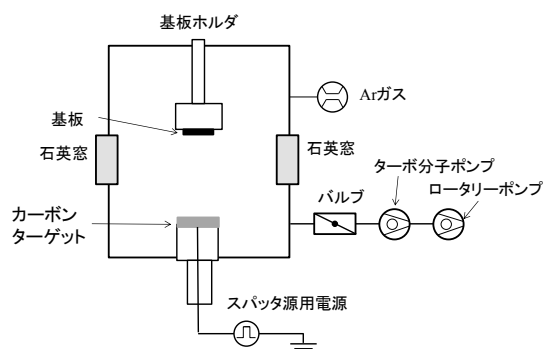 基板ホルダ
Arガス
基板
石英窓
石英窓
ターボ分子ポンプ
バルブ
ロータリーポンプ
カーボン
ターゲット
スパッタ源用電源